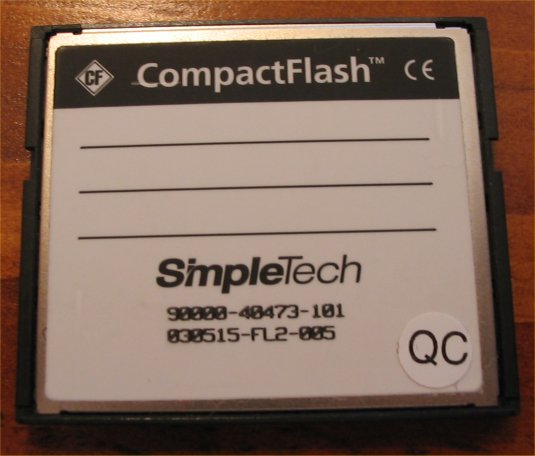 CF CompactFlash™ CE
SimpleTech
90000-40473-101
030515-FL2-005
QC